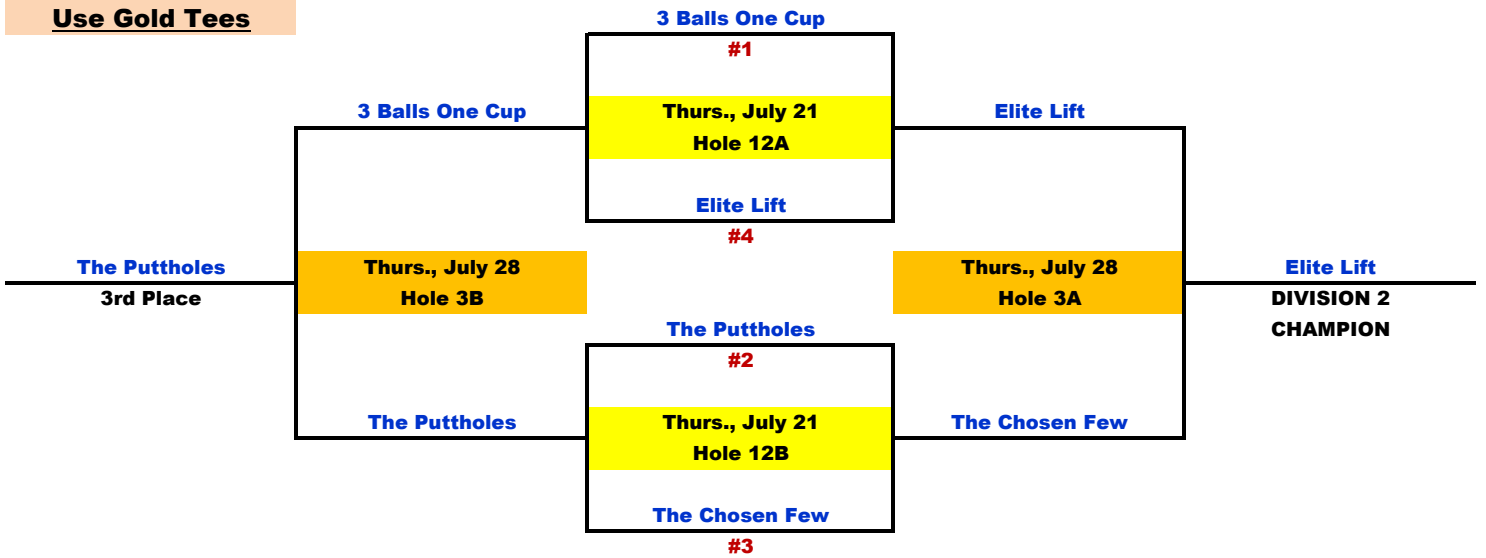 Use Gold Tees
3 Balls One Cup
#1
3 Balls One Cup
Thurs., July 21
Hole 12A
Elite Lift
Elite Lift
#4
The Puttholes
3rd Place
Thurs., July 28
Hole 3B
Thurs., July 28
Hole 3A
Elite Lift
DIVISION 2
CHAMPION
The Puttholes
#2
The Puttholes
Thurs., July 21
Hole 12B
The Chosen Few
The Chosen Few
#3